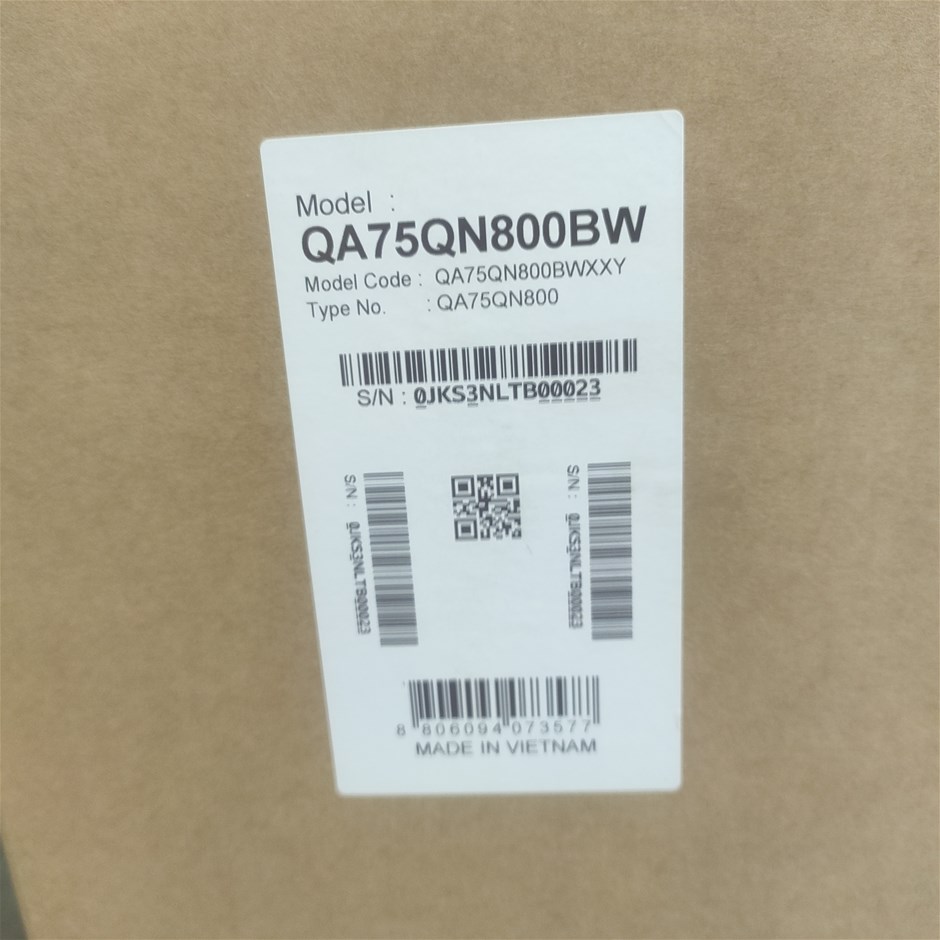 Model :
QA75QN800BW
Model Code : QA75QN800BWXXY
Type No. : QA75QN800
S/N : 0JKS3NLTB00023
S/N : 0JKS3NLTB00023
S/N : 0JKS3NLTB00023
8 806094 073577
MADE IN VIETNAM